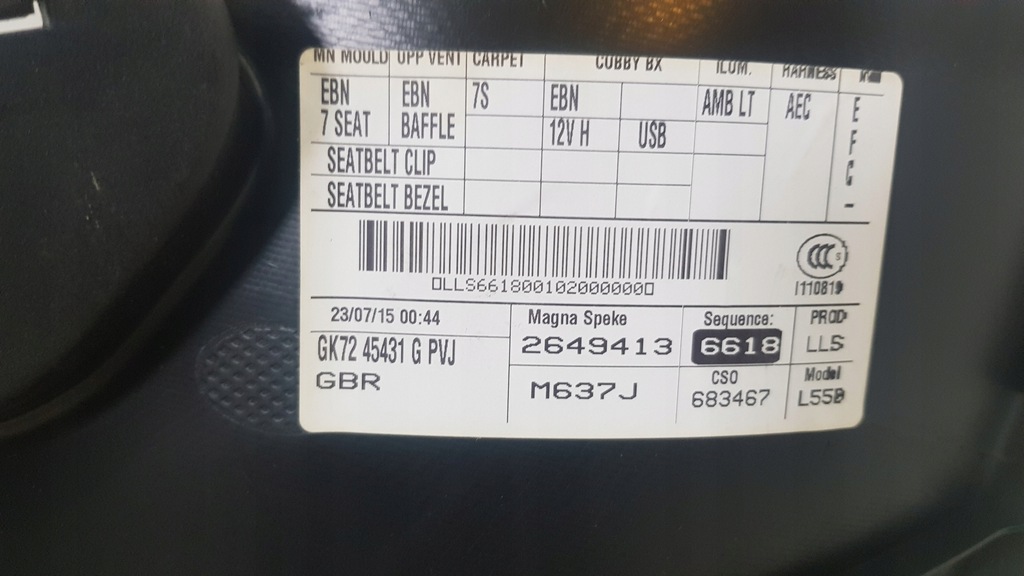 MN MOULD UPP VENT CARPET CUBBY BX ILUM. HARNESS
EBN EBN 7S EBN AMB LT AEC E
7 SEAT BAFFLE 12V H USB F
SEATBELT CLIP C
SEATBELT BEZEL -
LLS6618001020000000
CCC S
I110819
23/07/15 00:44 Magna Speke Sequence: PROD
GK72 45431 G PVJ 2649413 6618 LLS
GBR M637J CSO Model
683467 L550